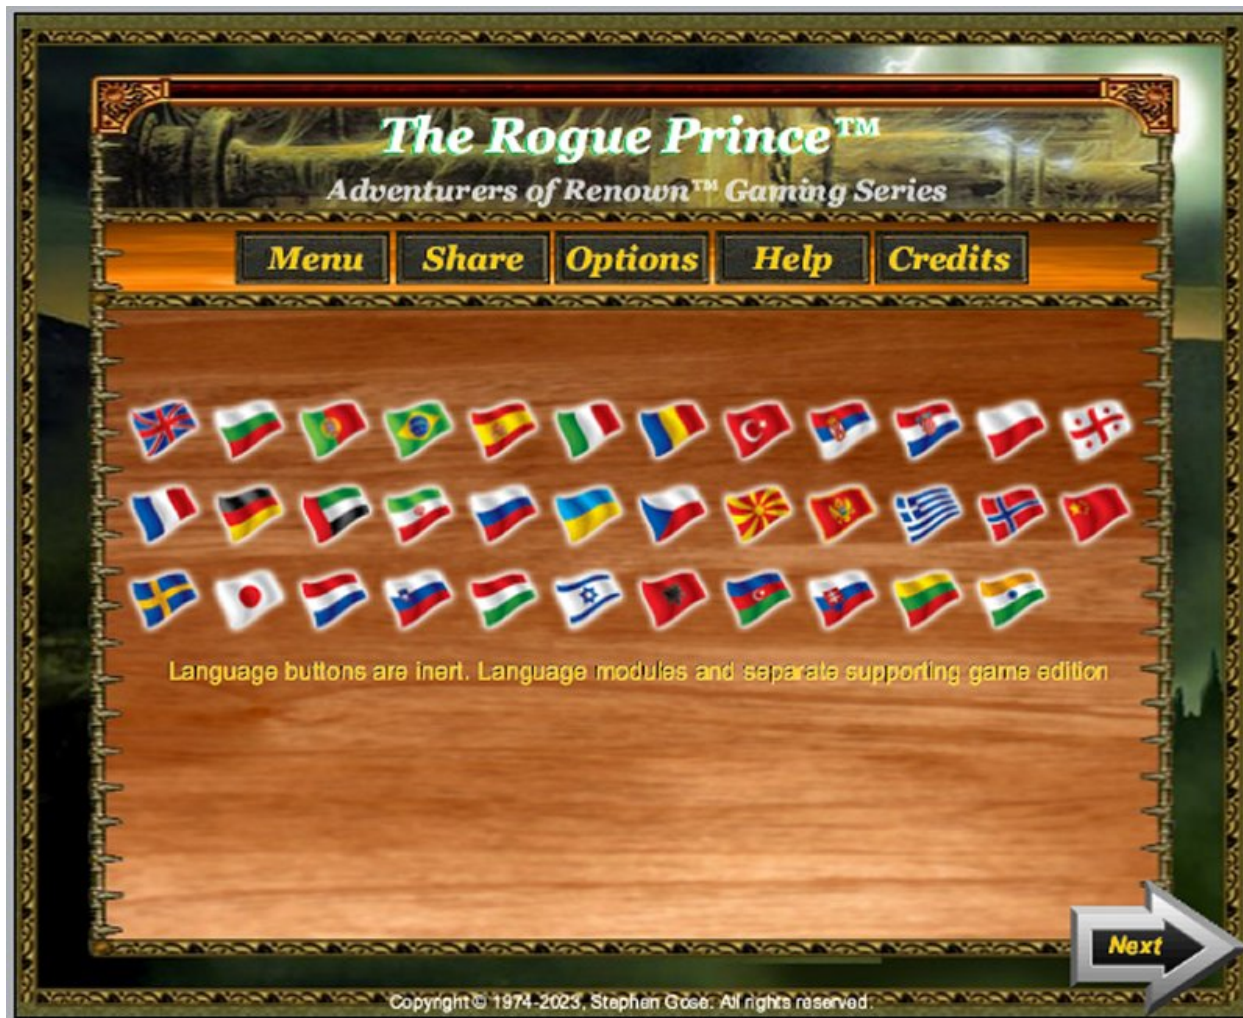 The Rogue Prince™
Adventurers of Renown™ Gaming Series
Menu Share Options Help Credits
Language buttons are inert. Language modules and separate supporting game edition
Next
Copyright © 1974-2023, Stephen Gose. All rights reserved.